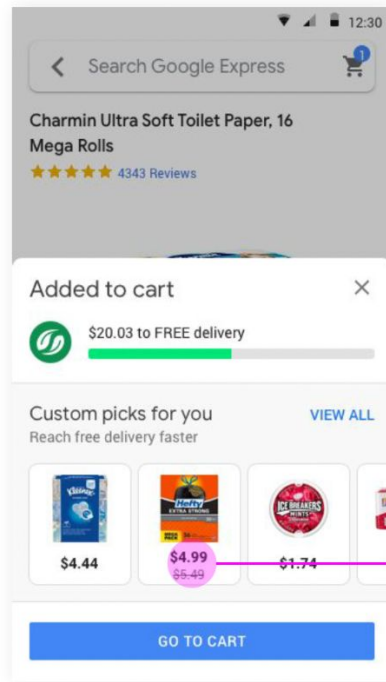 12:30
Search Google Express
1
Charmin Ultra Soft Toilet Paper, 16
Mega Rolls
4343 Reviews
Added to cart
$20.03 to FREE delivery
Custom picks for you
VIEW ALL
Reach free delivery faster
Kleenex
Hefty
EXTRA STRONG
ICE BREAKERS
MINTS
$4.44
$4.99
$5.49
$1.74
GO TO CART